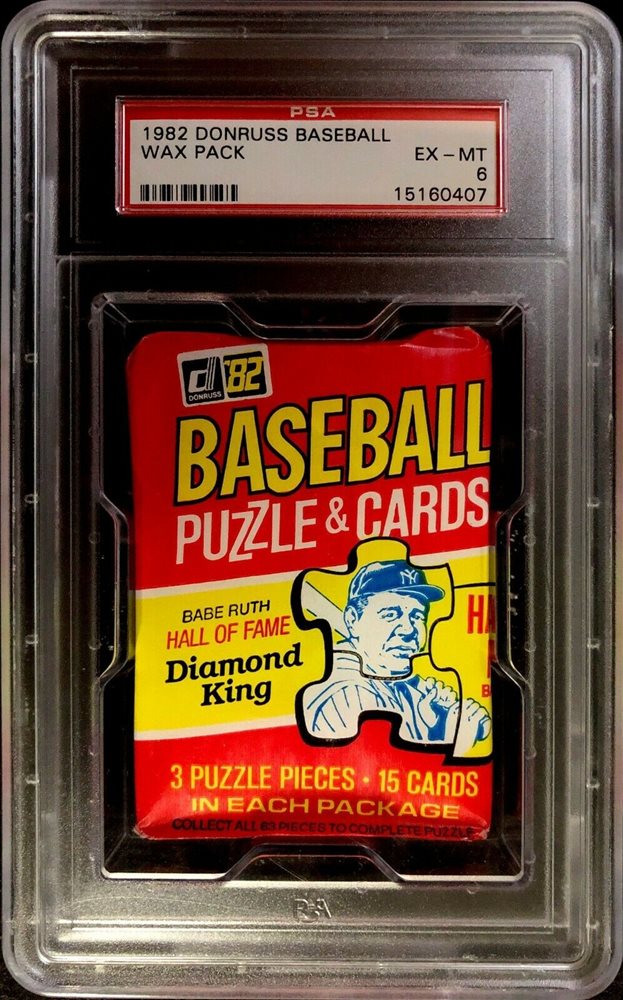 PSA
1982 DONRUSS BASEBALL
WAX PACK EX - MT
6
15160407
d '82
DONRUSS
BASEBALL
PUZZLE & CARDS
NY
BABE RUTH
HALL OF FAME
Diamond
King
HA
3 PUZZLE PIECES · 15 CARDS
IN EACH PACKAGE
COLLECT ALL 63 PIECES TO COMPLETE PUZZLE
PSA